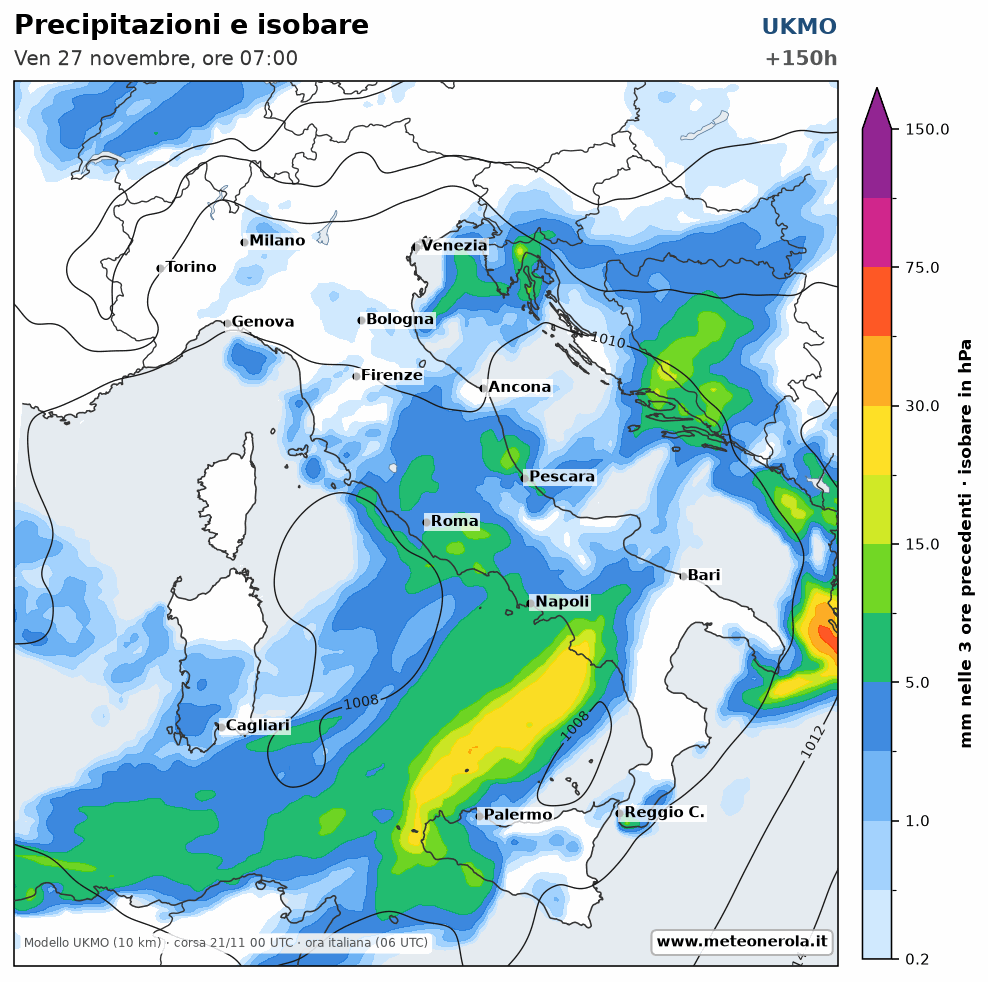 Precipitazioni e isobare
UKMO
Ven 27 novembre, ore 07:00
+150h
150.0
75.0
30.0
15.0
5.0
1.0
0.2
mm nelle 3 ore precedenti · isobare in hPa
Milano
Venezia
Torino
Genova
Bologna
1010
Firenze
Ancona
Pescara
Roma
Bari
Napoli
1008
Cagliari
1008
1012
Palermo
Reggio C.
Modello UKMO (10 km) · corsa 21/11 00 UTC · ora italiana (06 UTC)
www.meteonerola.it